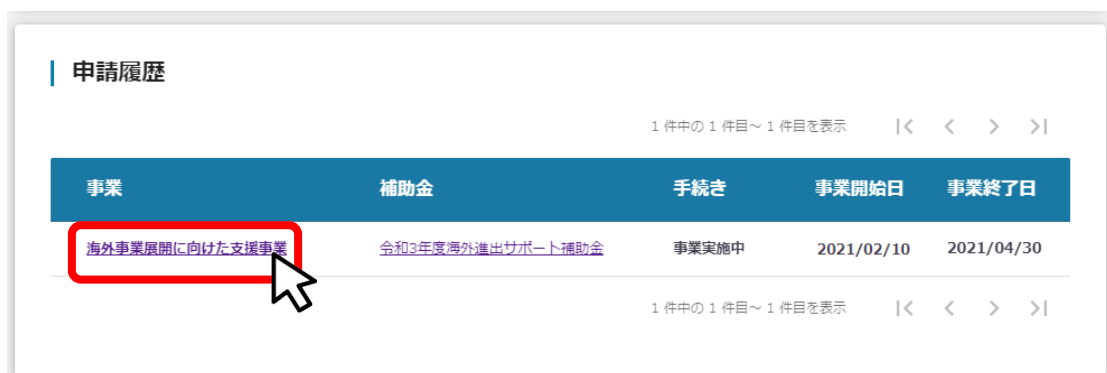 申請履歴
1 件中の 1 件目～ 1 件目を表示
事業 補助金 手続き 事業開始日 事業終了日
海外事業展開に向けた支援事業 令和3年度海外進出サポート補助金 事業実施中 2021/02/10 2021/04/30
1 件中の 1 件目～ 1 件目を表示